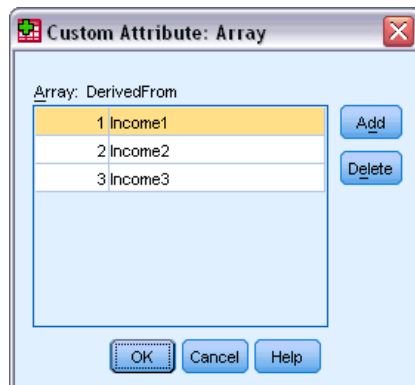 Custom Attribute: Array
Array: DerivedFrom
1 Income1
2 Income2
3 Income3
Add
Delete
OK Cancel Help